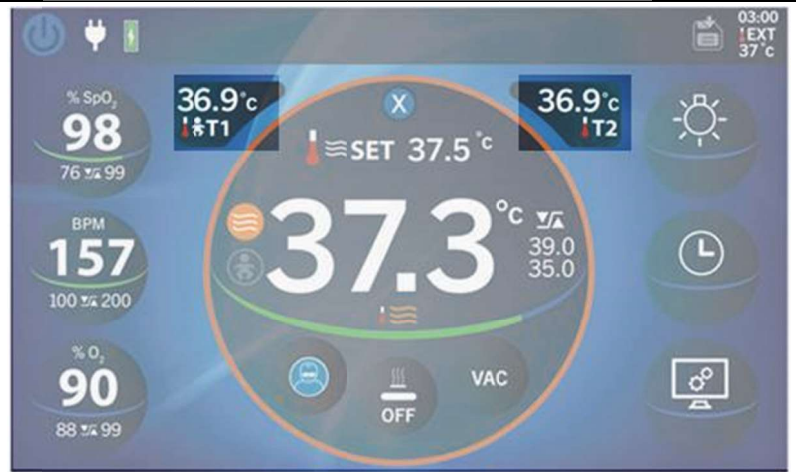 03:00
EXT
37 °c
% SpO₂
98
76 99
36.9°c
T1
X
36.9°c
T2
SET 37.5 °c
37.3 °c
39.0
35.0
BPM
157
100 200
% O₂
90
88 99
OFF
VAC